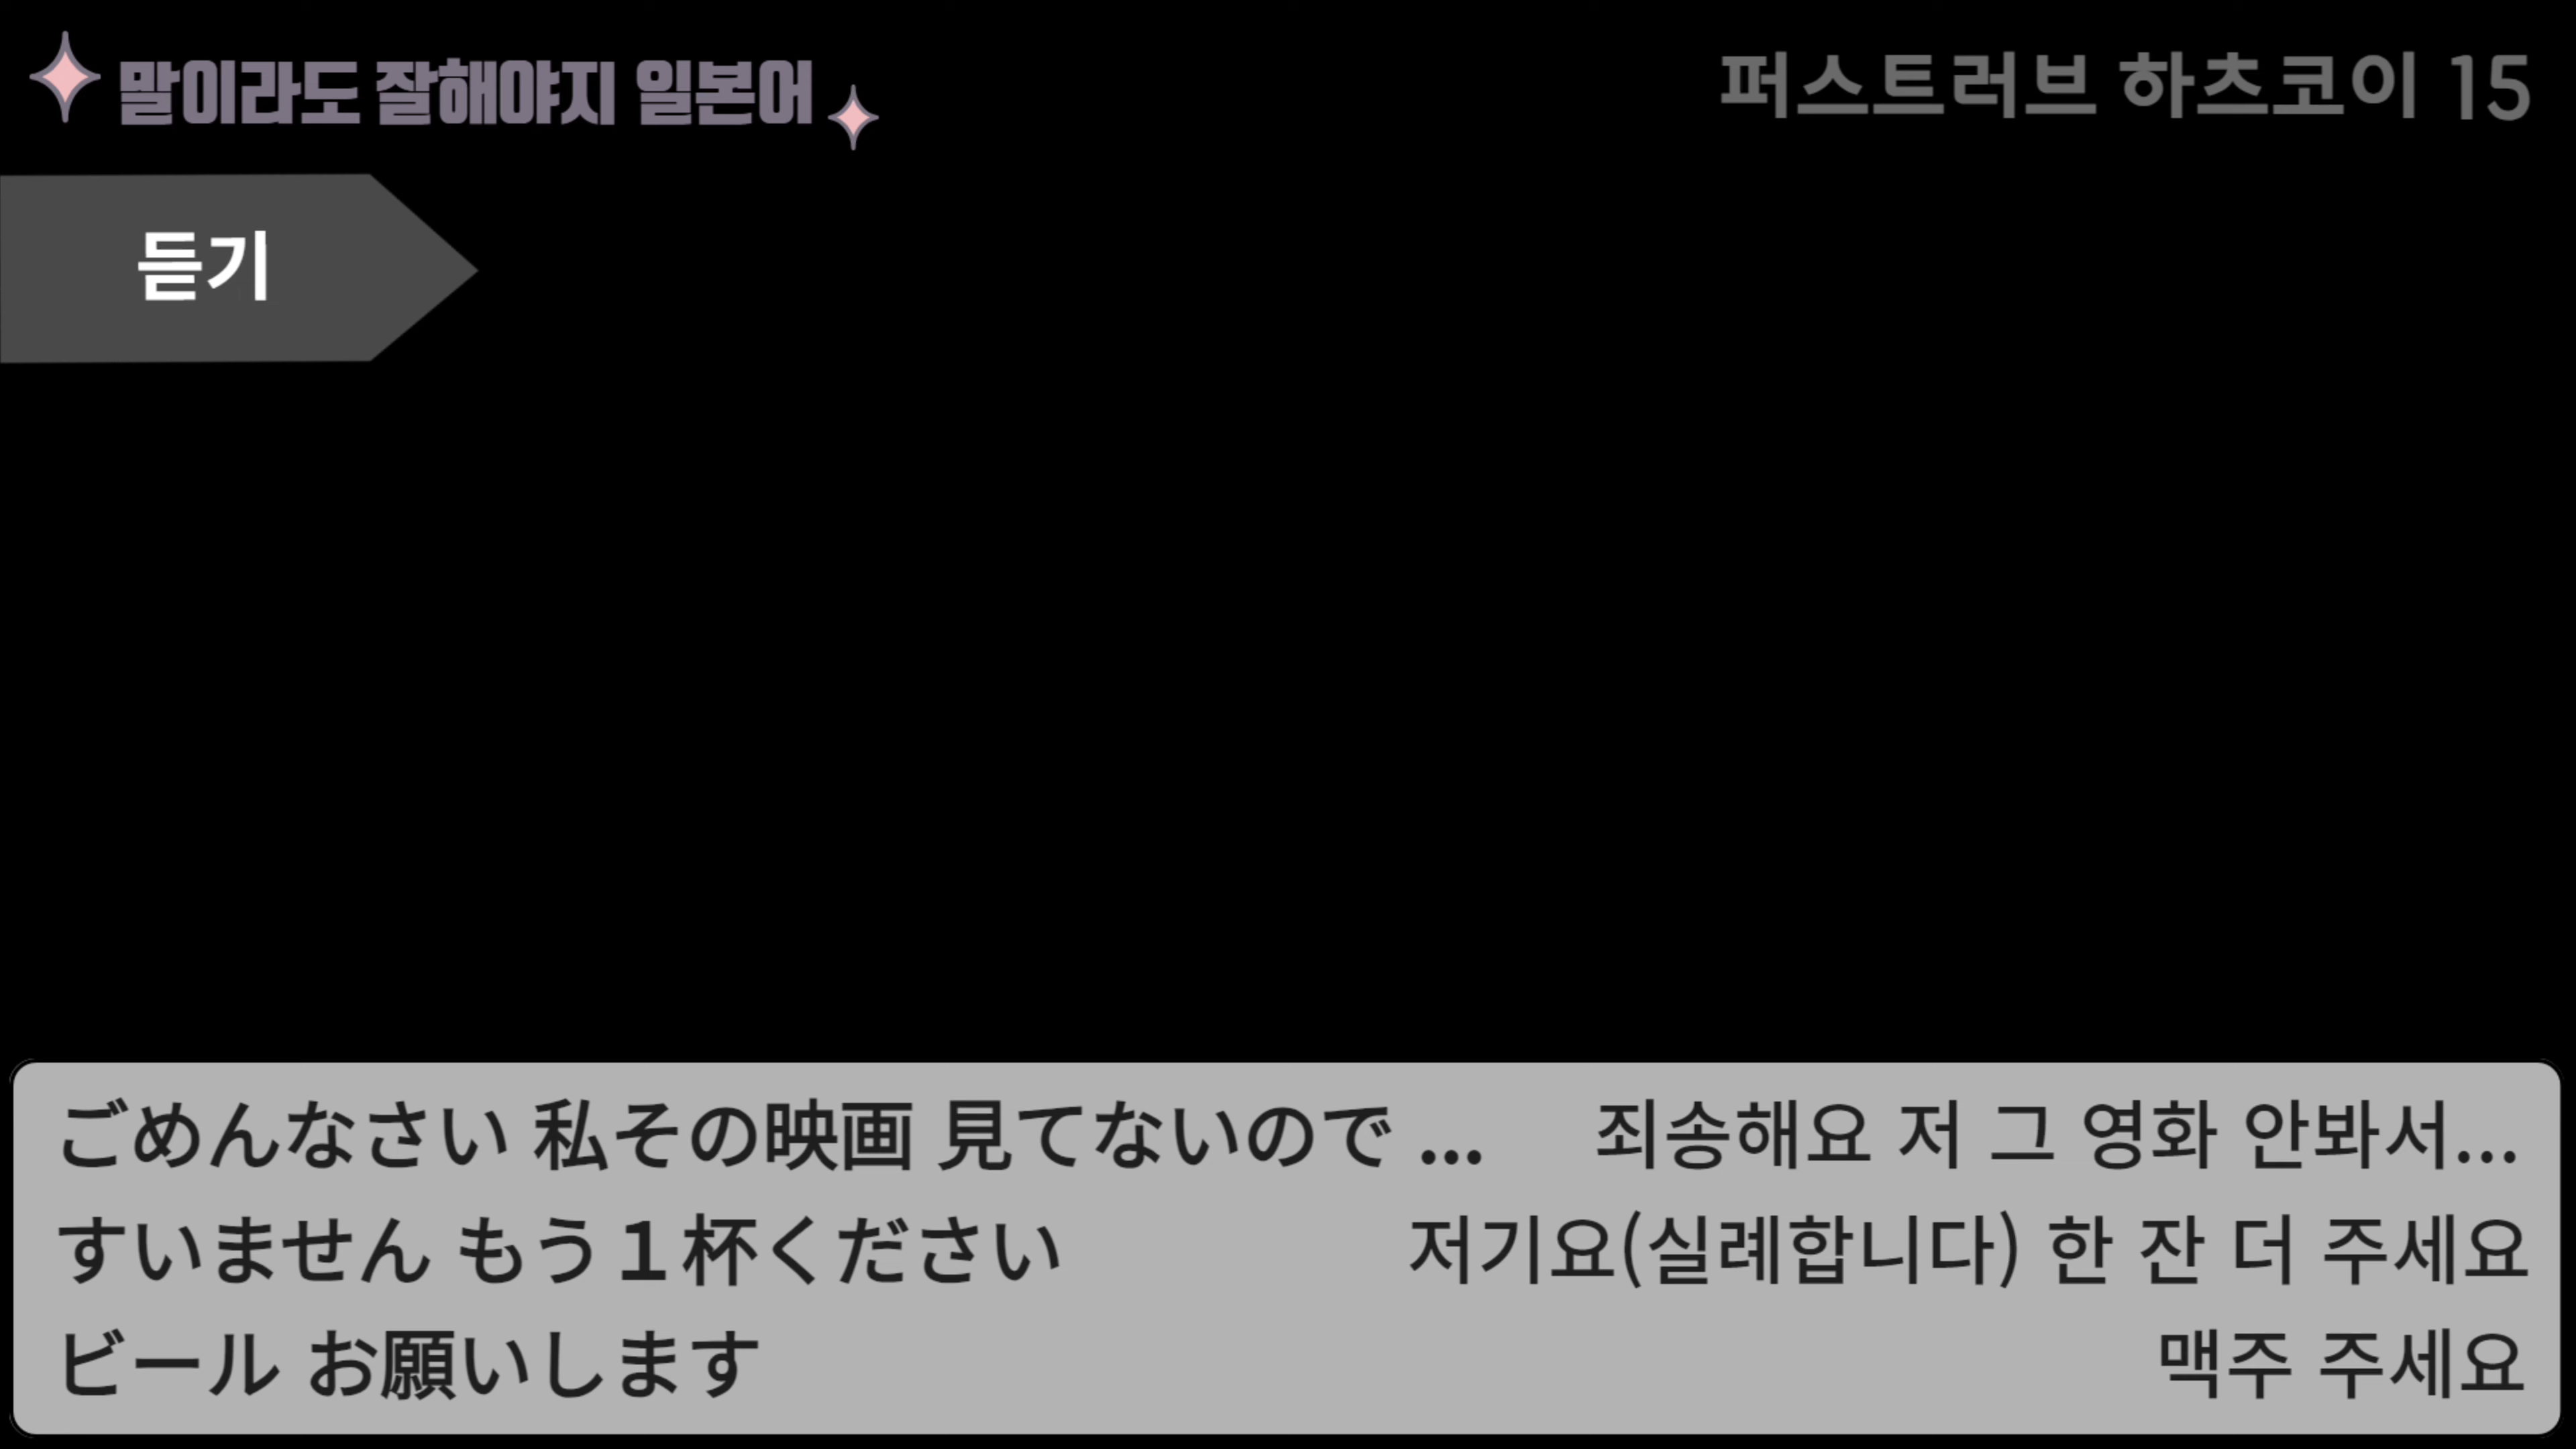 말이라도 잘해야지 일본어
퍼스트러브 하츠코이 15
듣기
ごめんなさい 私その映画 見てないので ... 죄송해요 저 그 영화 안봐서...
すいません もう１杯ください 저기요(실례합니다) 한 잔 더 주세요
ビール お願いします 맥주 주세요